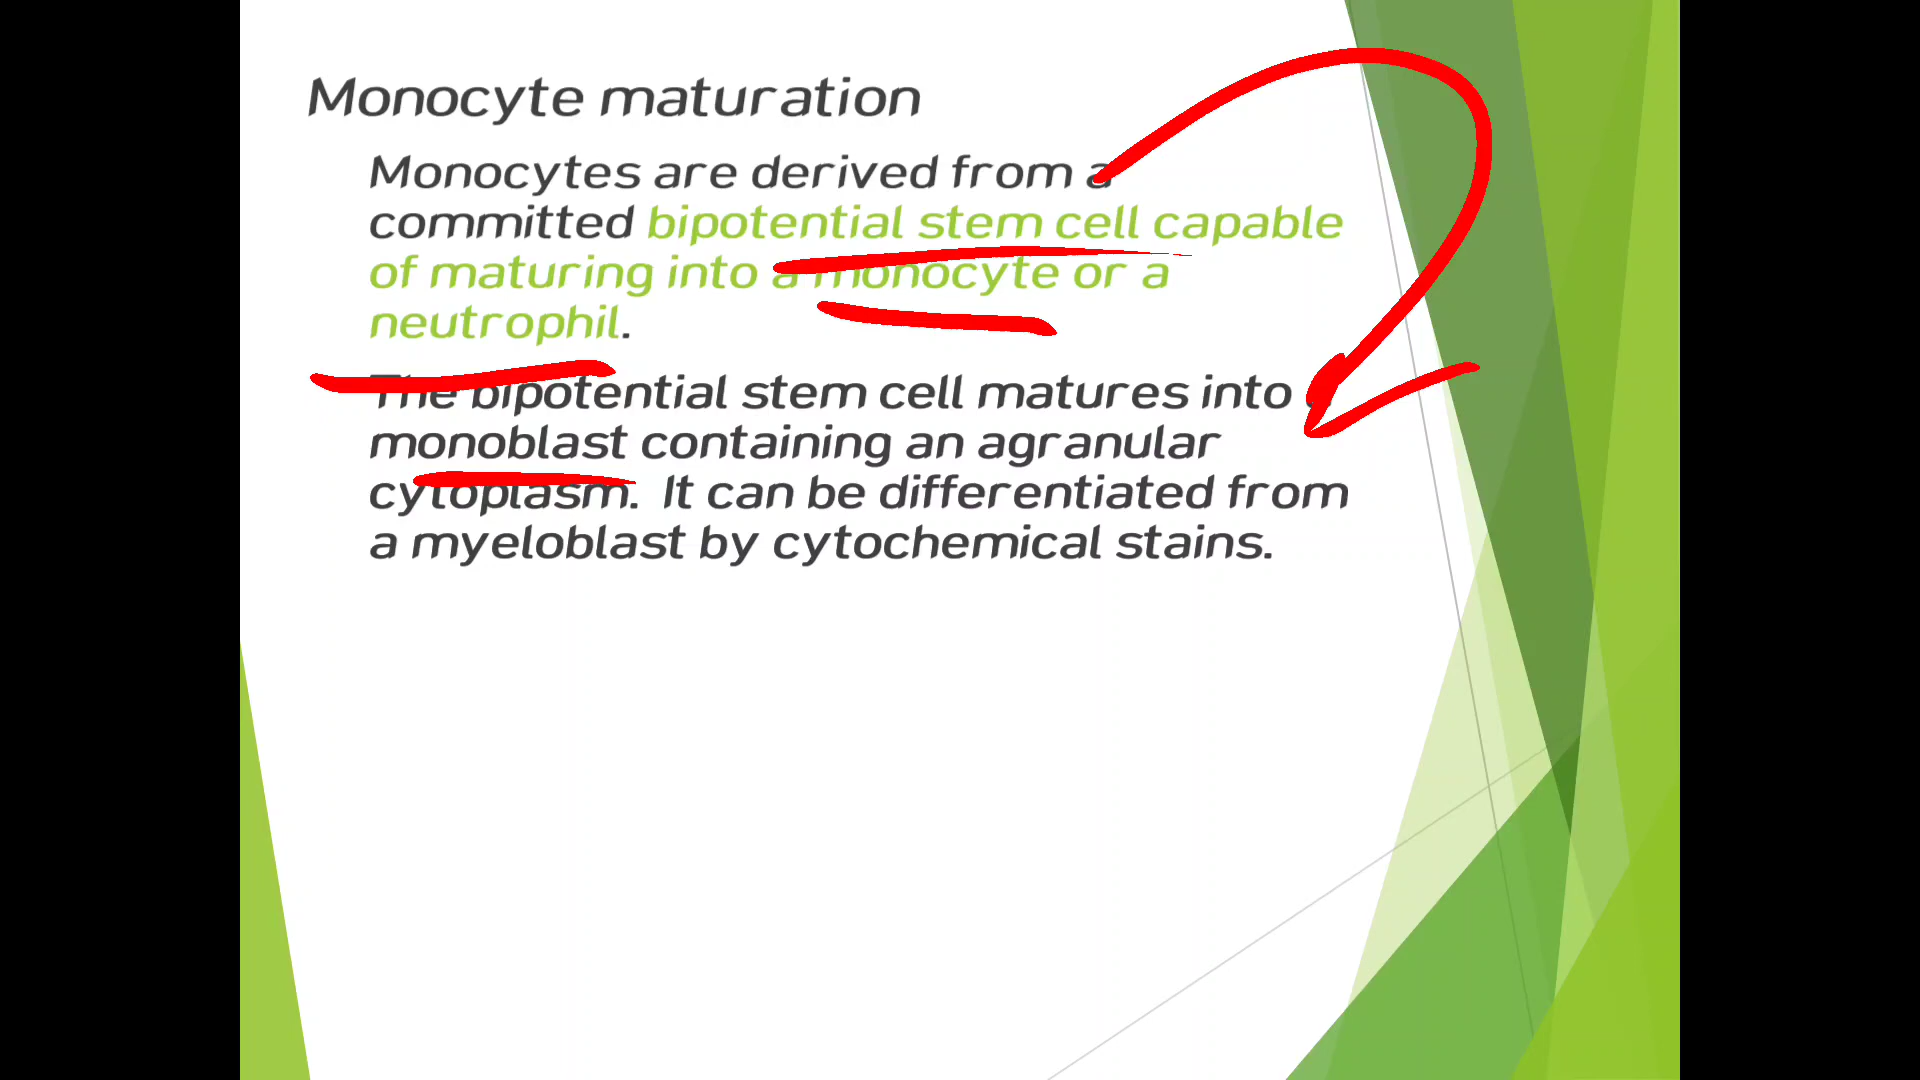 Monocyte maturation
Monocytes are derived from a
committed bipotential stem cell capable
of maturing into a monocyte or a
neutrophil.
The bipotential stem cell matures into
monoblast containing an agranular
cytoplasm. It can be differentiated from
a myeloblast by cytochemical stains.